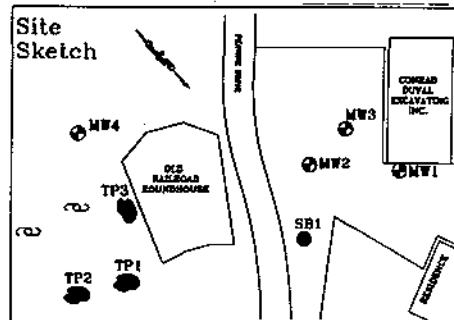 Site
Sketch
CONRAD
DUVAL
EXCAVATING
INC.
MW3
MW4
MW2
MW1
OLD
RAILROAD
ROUNDHOUSE
TP3
SB1
TP1
TP2
RESIDENCE